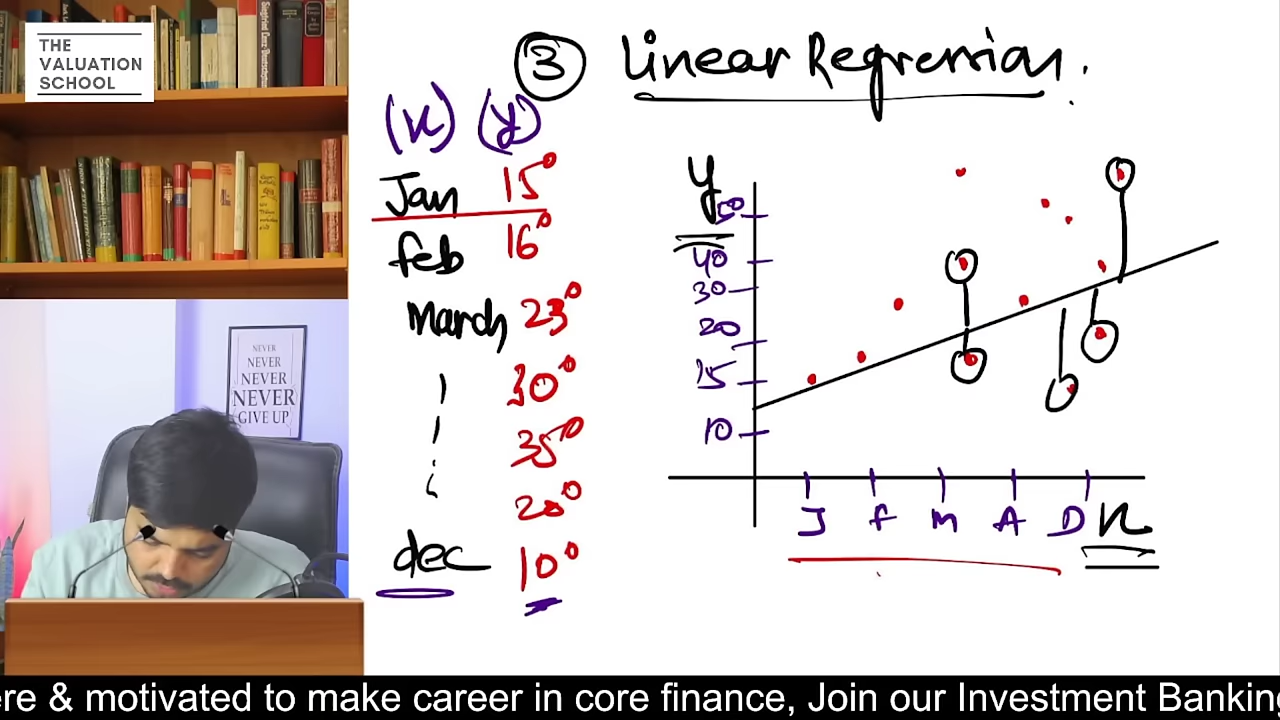 THE
VALUATION
SCHOOL
3 Linear Regression.
(x) (y)
Jan 15°
feb 16°
March 23°
30°
35°
20°
dec 10°
y
50
40
30
20
15
10
J f M A D x
NEVER
NEVER
NEVER
NEVER
GIVE UP
ere & motivated to make career in core finance, Join our Investment Banking